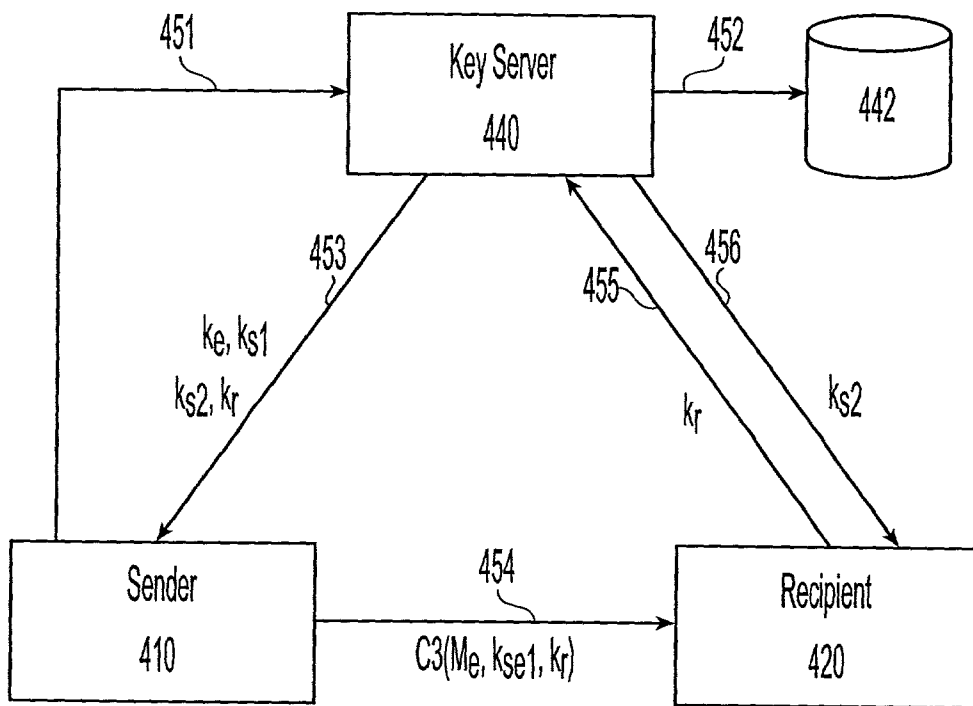 451
Key Server
440
452
442
453
455
456
kₑ, kₛ₁
kₛ₂, kᵣ
kᵣ
kₛ₂
Sender
410
454
C3(Mₑ, kₛₑ₁, kᵣ)
Recipient
420